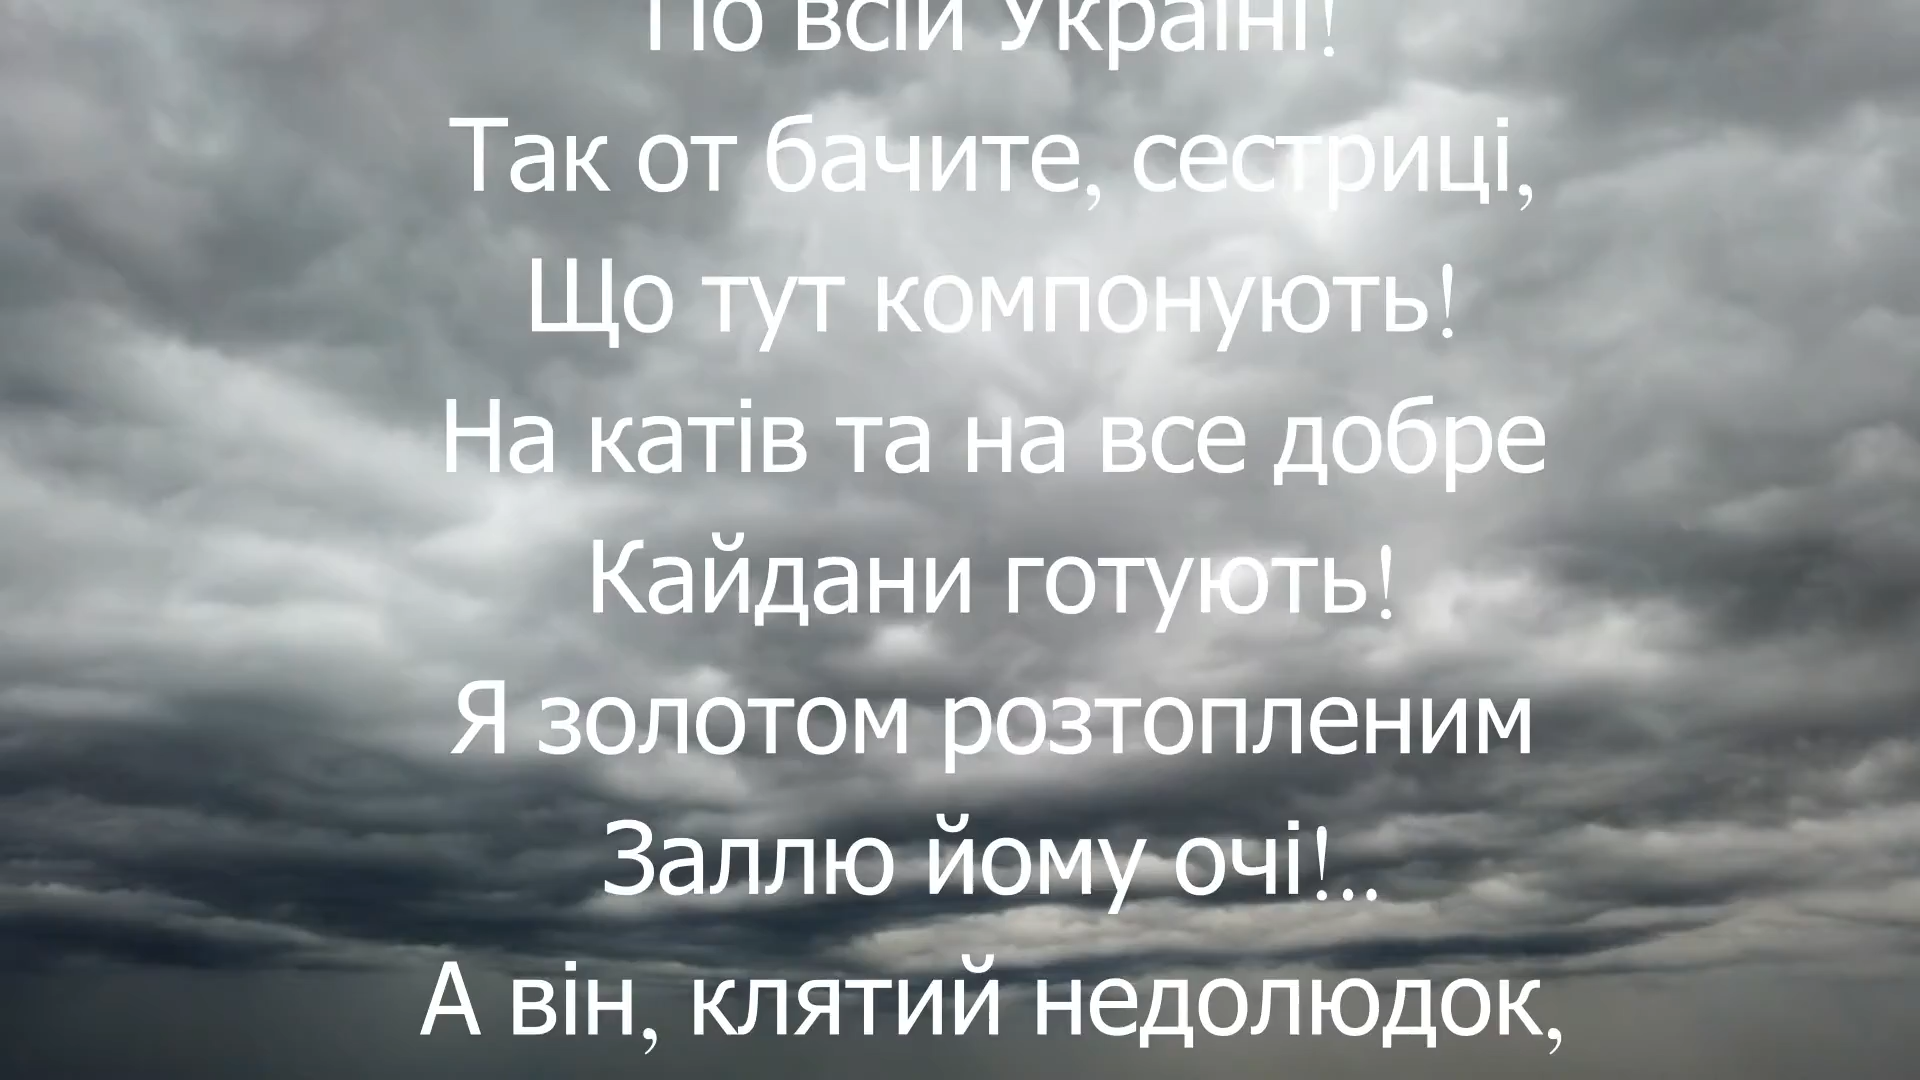 По всій Україні!
Так от бачите, сестриці,
Що тут компонують!
На катів та на все добре
Кайдани готують!
Я золотом розтопленим
Заллю йому очі!..
А він, клятий недолюдок,